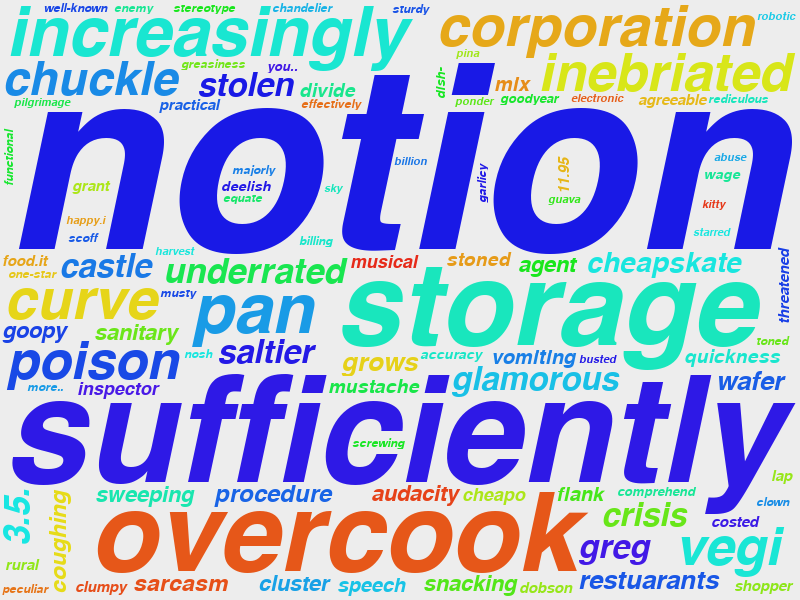 well-known enemy stereotype chandelier sturdy
increasingly corporation robotic
chuckle greasiness you.. pina
stolen divide dish- mix inebriated
pilgrimage practical effectively ponder goodyear electronic agreeable rediculous
notion
functional majorly billion garlicy 11.95 abuse
grant deelish sky wage
equate guava kitty
happy.i
scoff billing starred
food.it castle harvest musical stoned agent cheapskate threatened
one-star underrated
curve musty pan storage
goopy sanitary toned
poison nosh saltier grows accuracy vomiting busted quickness
more.. inspector mustache glamorous wafer
sufficiently
screwing
lap
3.5. coughing sweeping procedure audacity cheapo flank comprehend clown
overcook crisis costed
rural greg vegi
peculiar clumpy sarcasm cluster speech snacking dobson restuarants shopper